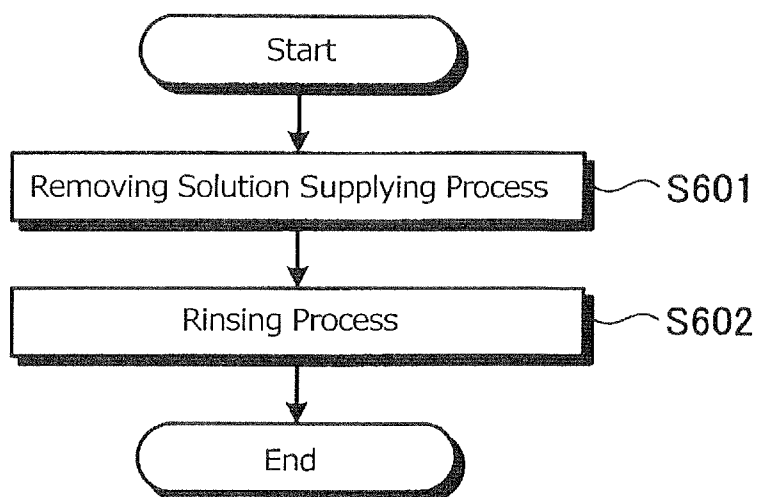 Start
Removing Solution Supplying Process
S601
Rinsing Process
S602
End